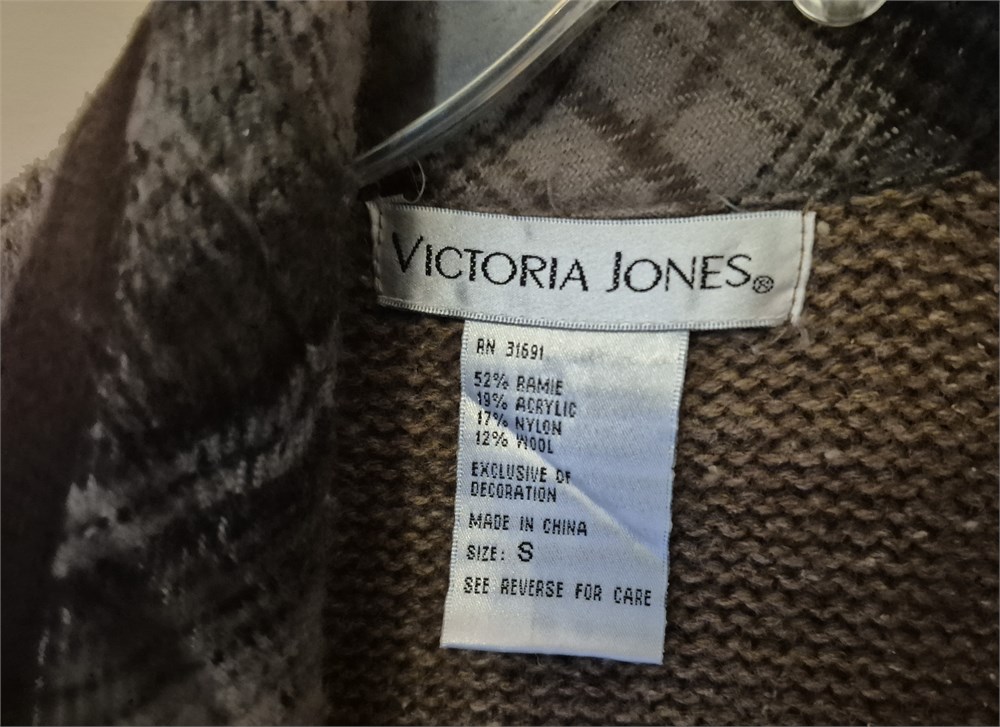 VICTORIA JONES®
RN 31691
52% RAMIE
19% ACRYLIC
17% NYLON
12% WOOL
EXCLUSIVE OF
DECORATION
MADE IN CHINA
SIZE: S
SEE REVERSE FOR CARE